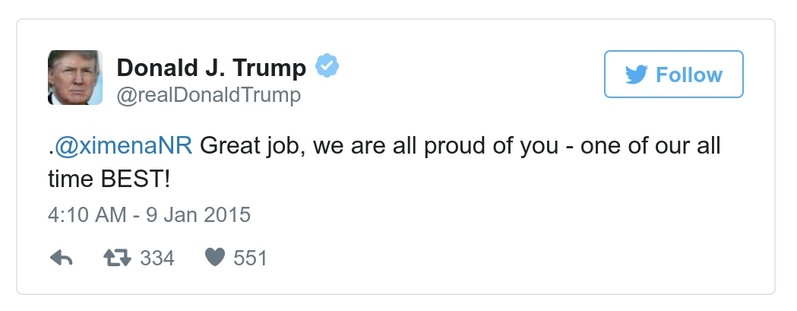 Donald J. Trump
@realDonaldTrump
Follow
.@ximenaNR Great job, we are all proud of you - one of our all
time BEST!
4:10 AM - 9 Jan 2015
334 551